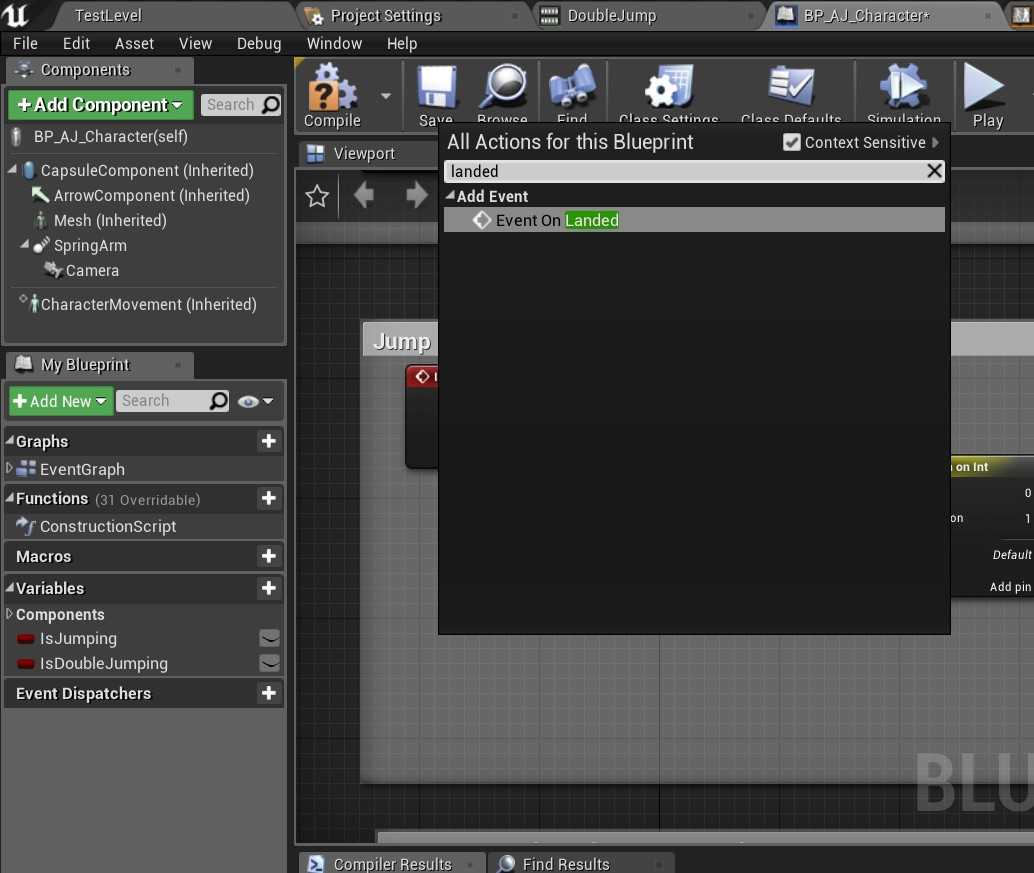 TestLevel
Project Settings
DoubleJump
BP_AJ_Character*
File Edit Asset View Debug Window Help
Components
Add Component
Search
BP_AJ_Character(self)
CapsuleComponent (Inherited)
ArrowComponent (Inherited)
Mesh (Inherited)
SpringArm
Camera
CharacterMovement (Inherited)
My Blueprint
Add New
Search
Graphs
EventGraph
Functions (31 Overridable)
ConstructionScript
Macros
Variables
Components
IsJumping
IsDoubleJumping
Event Dispatchers
Compile
Save
Browse
Find
Class Settings
Class Defaults
Simulation
Play
Viewport
All Actions for this Blueprint
Context Sensitive
landed
Add Event
Event On Landed
Jump
on Int
0
on
1
Default
Add pin
BLU
Compiler Results
Find Results